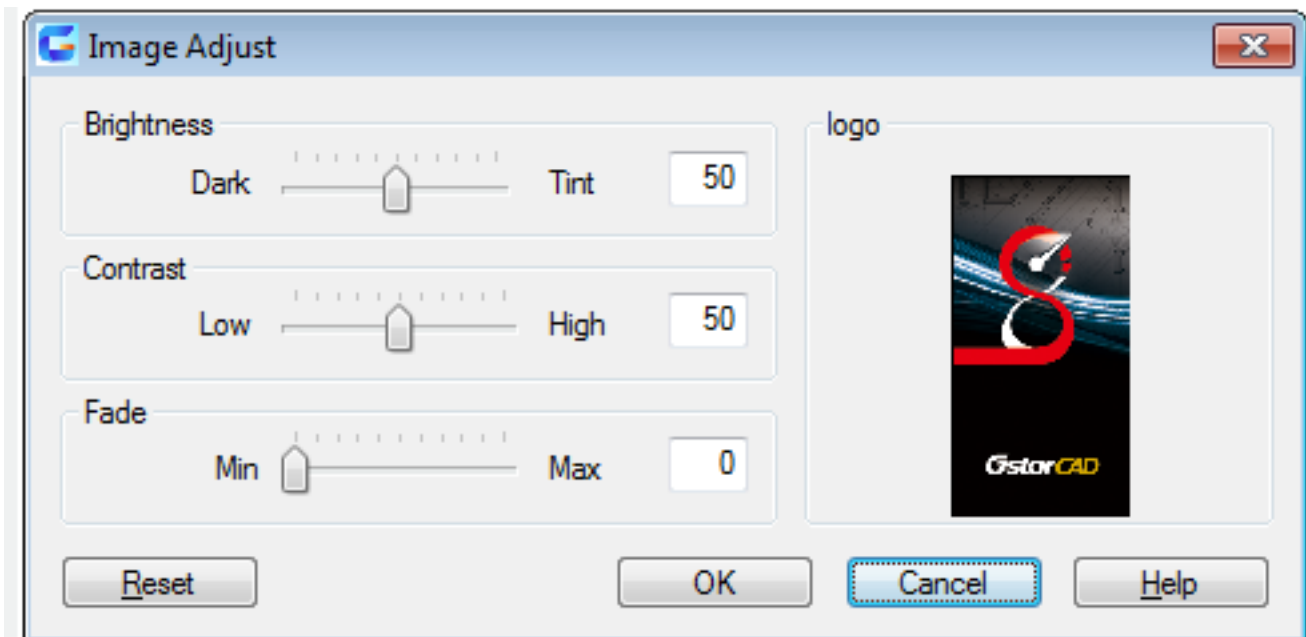 Image Adjust
Brightness
Dark Tint 50
Contrast
Low High 50
Fade
Min Max 0
logo
GstarCAD
Reset OK Cancel Help